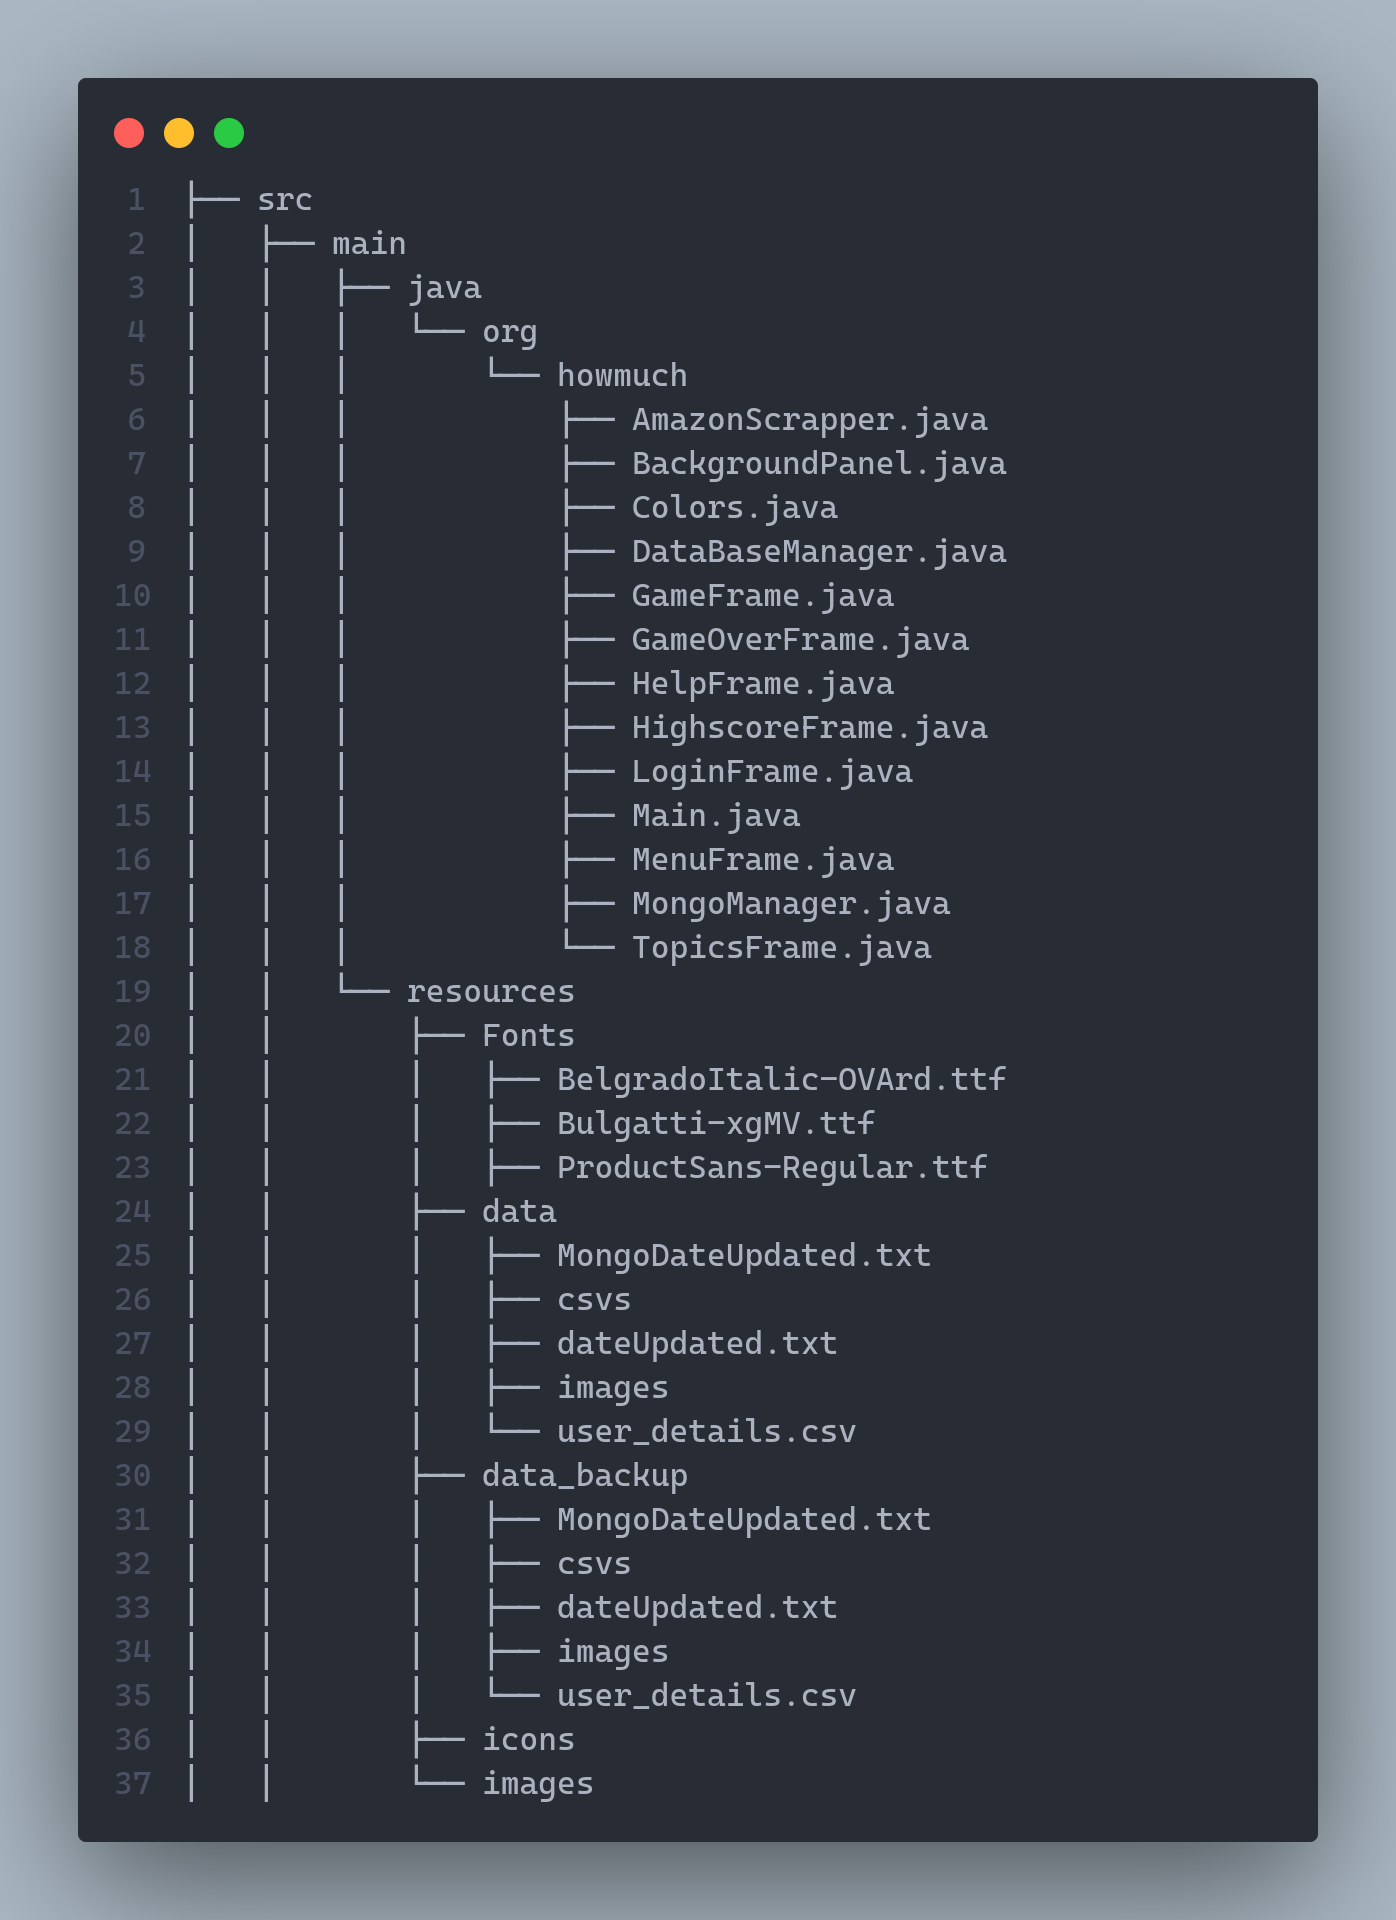 1 ├── src
2 │   ├── main
3 │   │   ├── java
4 │   │   │   └── org
5 │   │   │       └── howmuch
6 │   │   │           ├── AmazonScrapper.java
7 │   │   │           ├── BackgroundPanel.java
8 │   │   │           ├── Colors.java
9 │   │   │           ├── DataBaseManager.java
10 │   │   │           ├── GameFrame.java
11 │   │   │           ├── GameOverFrame.java
12 │   │   │           ├── HelpFrame.java
13 │   │   │           ├── HighscoreFrame.java
14 │   │   │           ├── LoginFrame.java
15 │   │   │           ├── Main.java
16 │   │   │           ├── MenuFrame.java
17 │   │   │           ├── MongoManager.java
18 │   │   │           └── TopicsFrame.java
19 │   │   └── resources
20 │   │       ├── Fonts
21 │   │       │   ├── BelgradoItalic-OVArd.ttf
22 │   │       │   ├── Bulgatti-xgMV.ttf
23 │   │       │   ├── ProductSans-Regular.ttf
24 │   │       ├── data
25 │   │       │   ├── MongoDateUpdated.txt
26 │   │       │   ├── csvs
27 │   │       │   ├── dateUpdated.txt
28 │   │       │   ├── images
29 │   │       │   └── user_details.csv
30 │   │       ├── data_backup
31 │   │       │   ├── MongoDateUpdated.txt
32 │   │       │   ├── csvs
33 │   │       │   ├── dateUpdated.txt
34 │   │       │   ├── images
35 │   │       │   └── user_details.csv
36 │   │       ├── icons
37 │   │       └── images